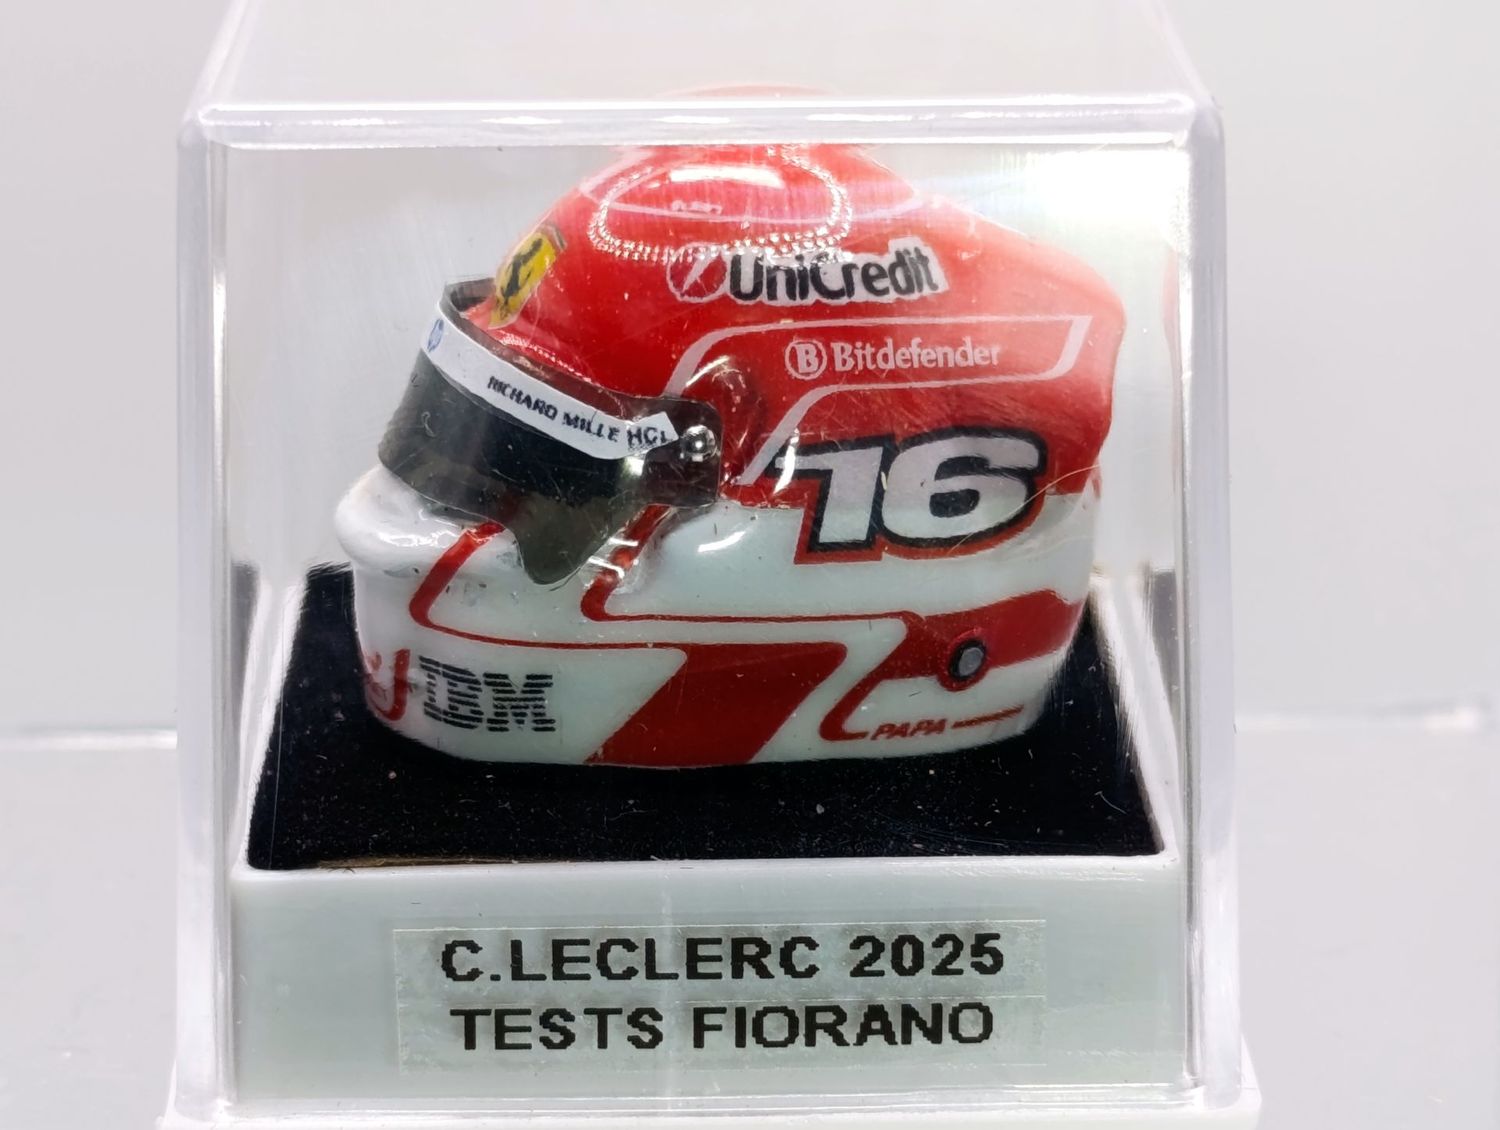 UniCredit
Bitdefender
RICHARD MILLE HCL
16
IBM
PAPA
C.LECLERC 2025
TESTS FIORANO